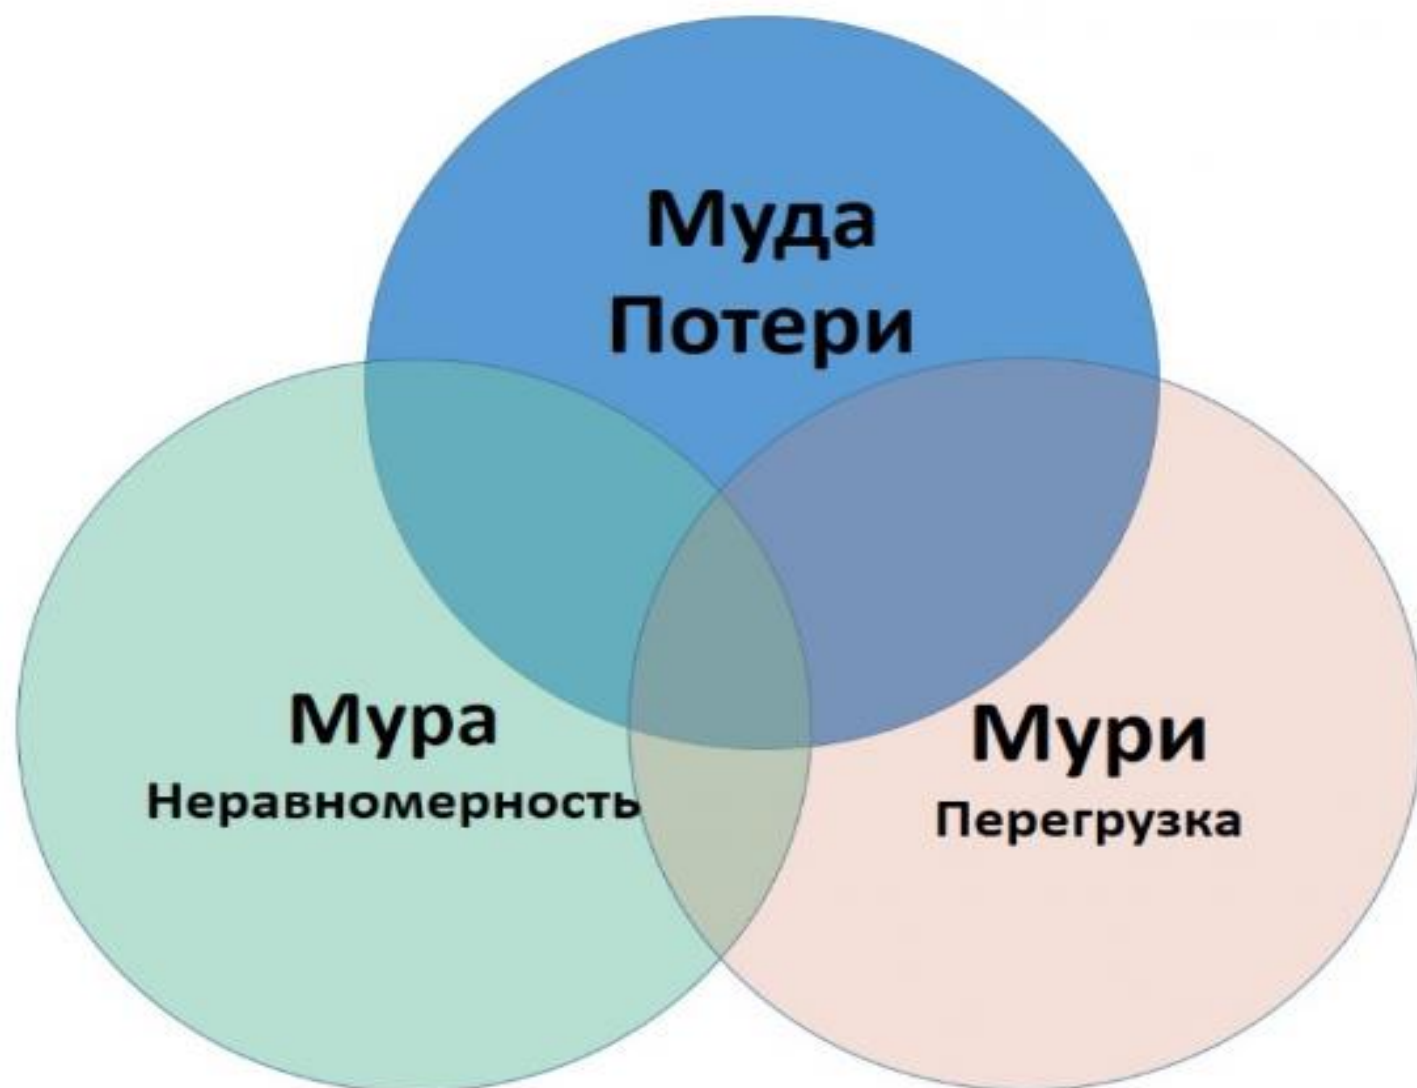 Муда
Потери
Мура
Неравномерность
Мури
Перегрузка